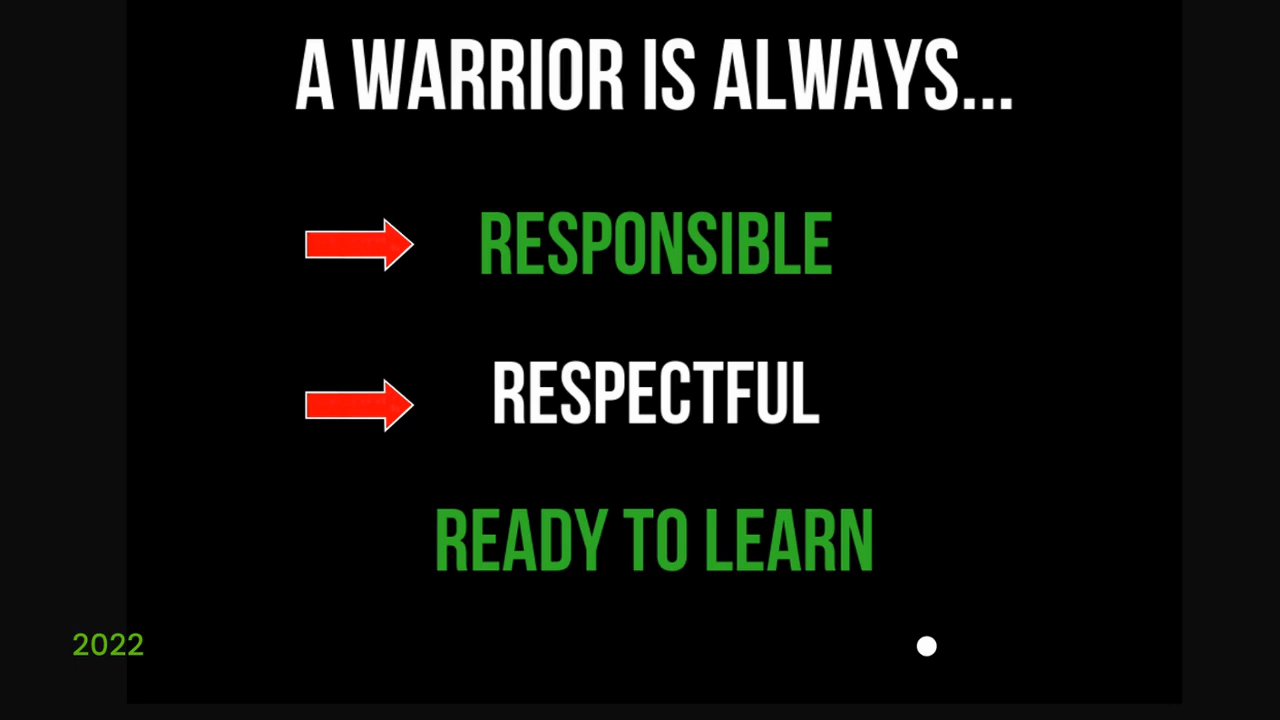 A WARRIOR IS ALWAYS...
RESPONSIBLE
RESPECTFUL
READY TO LEARN
2022